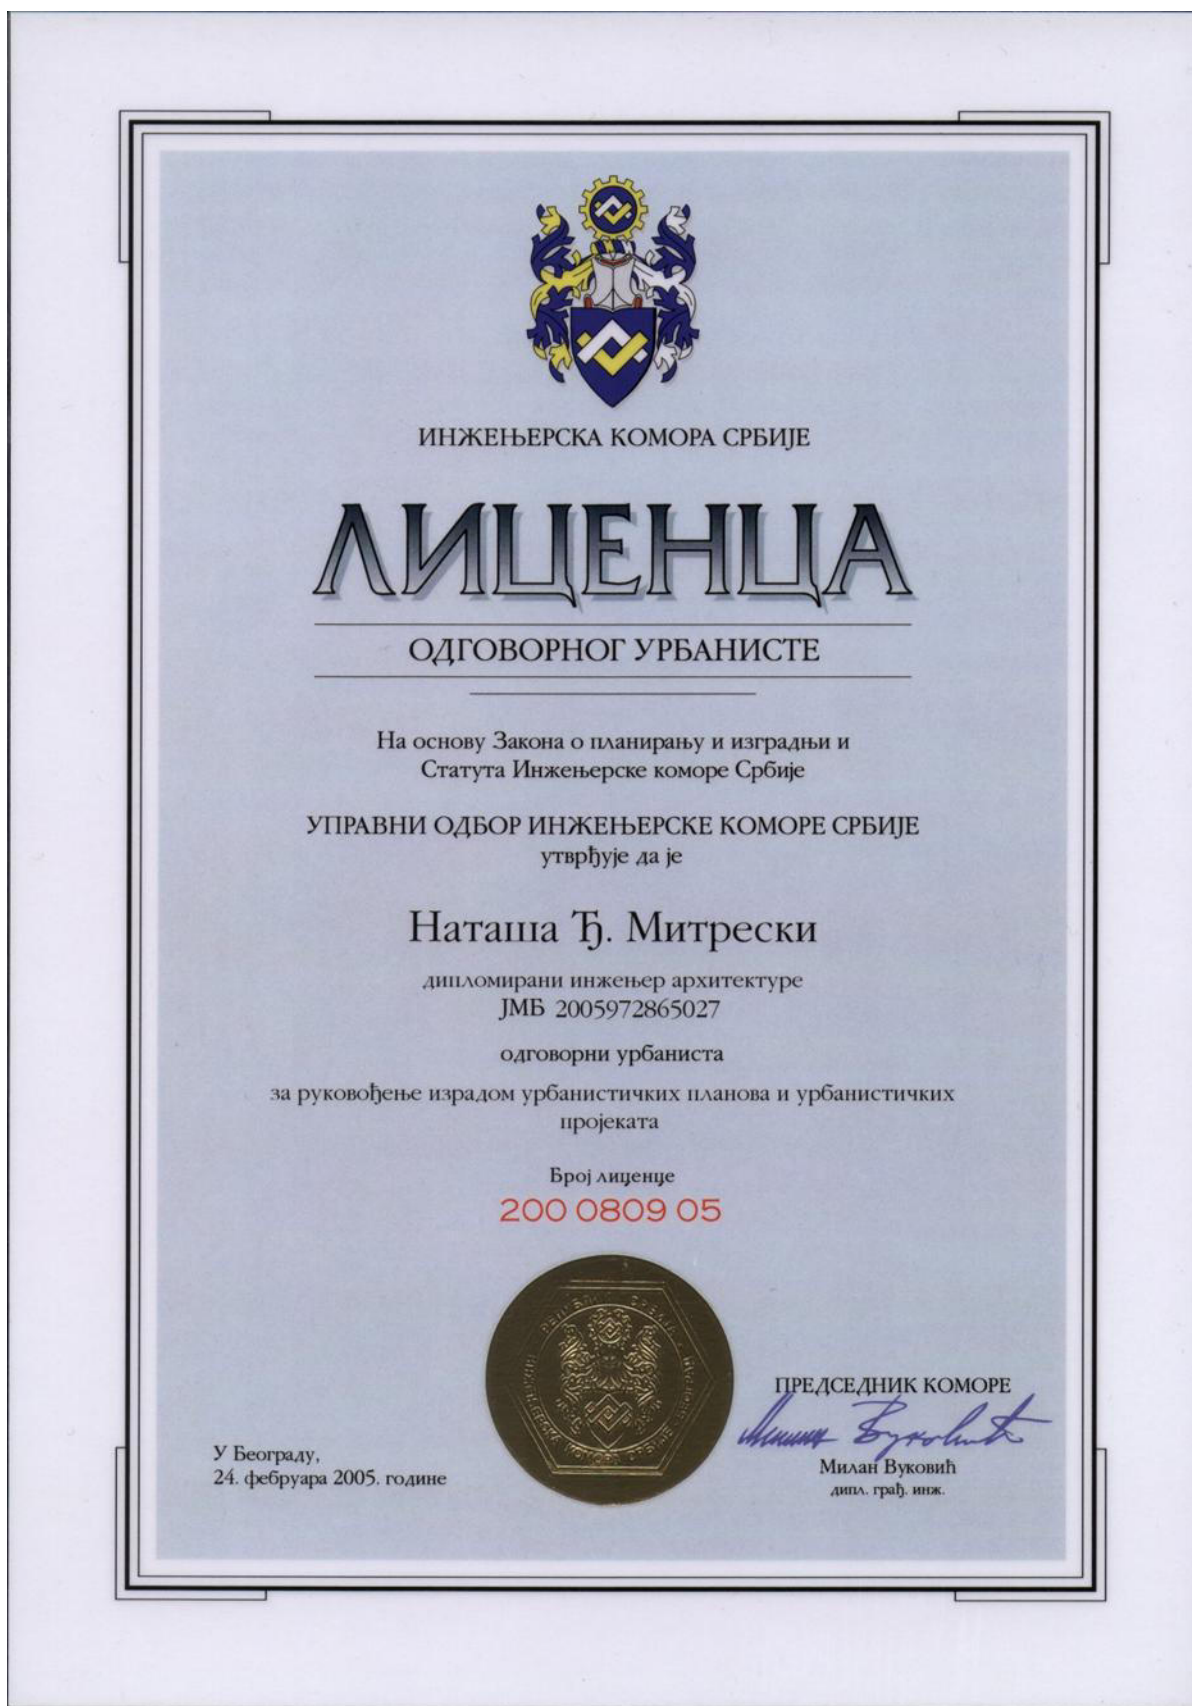 ИНЖЕЊЕРСКА КОМОРА СРБИЈЕ
ЛИЦЕНЦА
ОДГОВОРНОГ УРБАНИСТЕ
На основу Закона о планирању и изградњи и
Статута Инжењерске коморе Србије
УПРАВНИ ОДБОР ИНЖЕЊЕРСКЕ КОМОРЕ СРБИЈЕ
утврђује да је
Наташа Ђ. Митрески
дипломирани инжењер архитектуре
ЈМБ 2005972865027
одговорни урбаниста
за руковођење израдом урбанистичких планова и урбанистичких
пројеката
Број лиценце
200 0809 05
ПРЕДСЕДНИК КОМОРЕ
Милан Вуковић
дипл. грађ. инж.
У Београду,
24. фебруара 2005. године